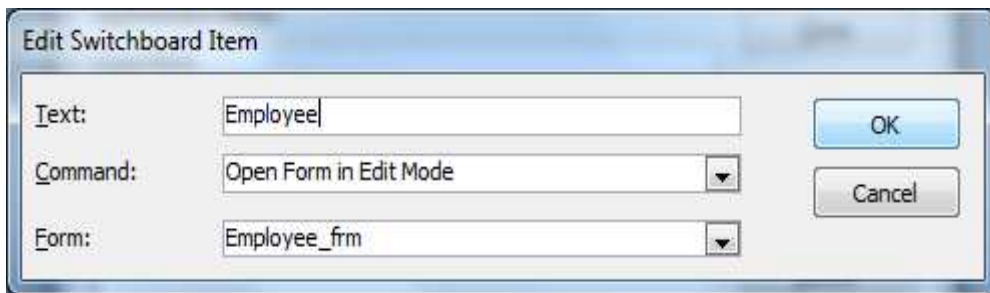 Edit Switchboard Item
Text: Employee
OK
Command: Open Form in Edit Mode
Cancel
Form: Employee_frm